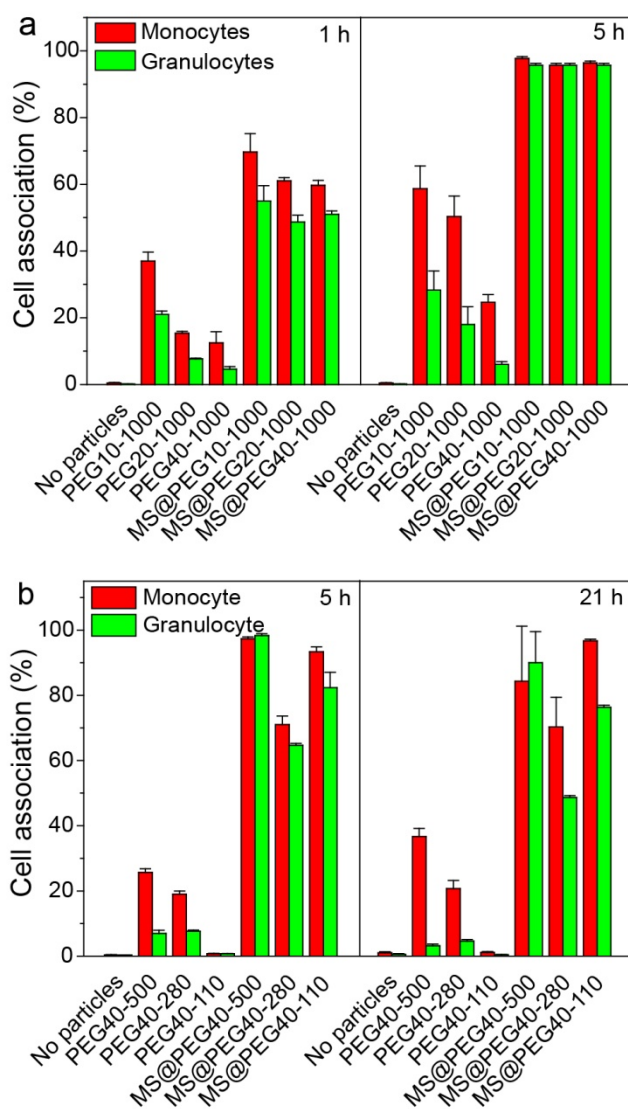 a
Monocytes
Granulocytes
1 h
5 h
Cell association (%)
100
80
60
40
20
0
No particles
PEG10-1000
PEG20-1000
PEG40-1000
MS@PEG10-1000
MS@PEG20-1000
MS@PEG40-1000
No particles
PEG10-1000
PEG20-1000
PEG40-1000
MS@PEG10-1000
MS@PEG20-1000
MS@PEG40-1000
b
Monocyte
Granulocyte
5 h
21 h
Cell association (%)
100
80
60
40
20
0
No particles
PEG40-500
PEG40-280
PEG40-110
MS@PEG40-500
MS@PEG40-280
MS@PEG40-110
No particles
PEG40-500
PEG40-280
PEG40-110
MS@PEG40-500
MS@PEG40-280
MS@PEG40-110